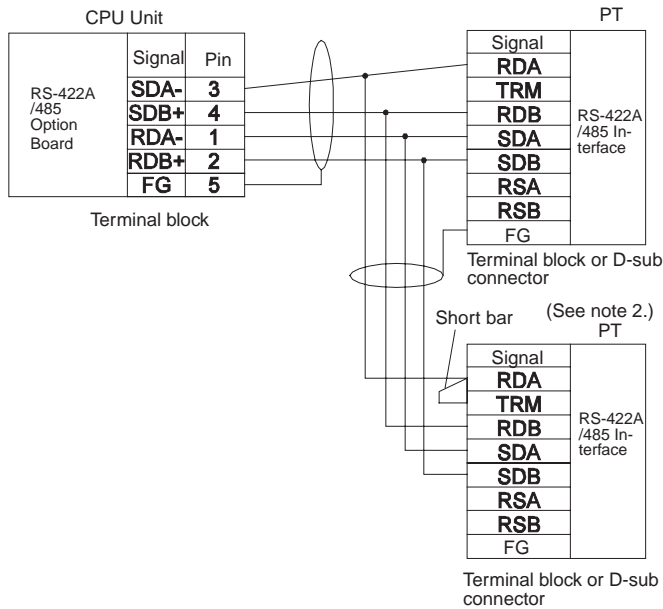 CPU Unit
RS-422A
/485
Option
Board
Signal Pin
SDA- 3
SDB+ 4
RDA- 1
RDB+ 2
FG 5
Terminal block
PT
Signal
RDA
TRM
RDB
SDA
SDB
RSA
RSB
FG
RS-422A
/485 In-
terface
Terminal block or D-sub
connector
Short bar
(See note 2.)
PT
Signal
RDA
TRM
RDB
SDA
SDB
RSA
RSB
FG
RS-422A
/485 In-
terface
Terminal block or D-sub
connector